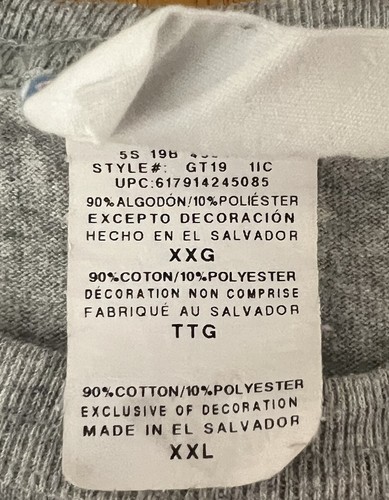 5S 19B
STYLE#: GT19 1IC
UPC:617914245085
90%ALGODÓN/10%POLIÉSTER
EXCEPTO DECORACIÓN
HECHO EN EL SALVADOR
XXG
90%COTON/10%POLYESTER
DÉCORATION NON COMPRISE
FABRIQUÉ AU SALVADOR
TTG
90%COTTON/10%POLYESTER
EXCLUSIVE OF DECORATION
MADE IN EL SALVADOR
XXL